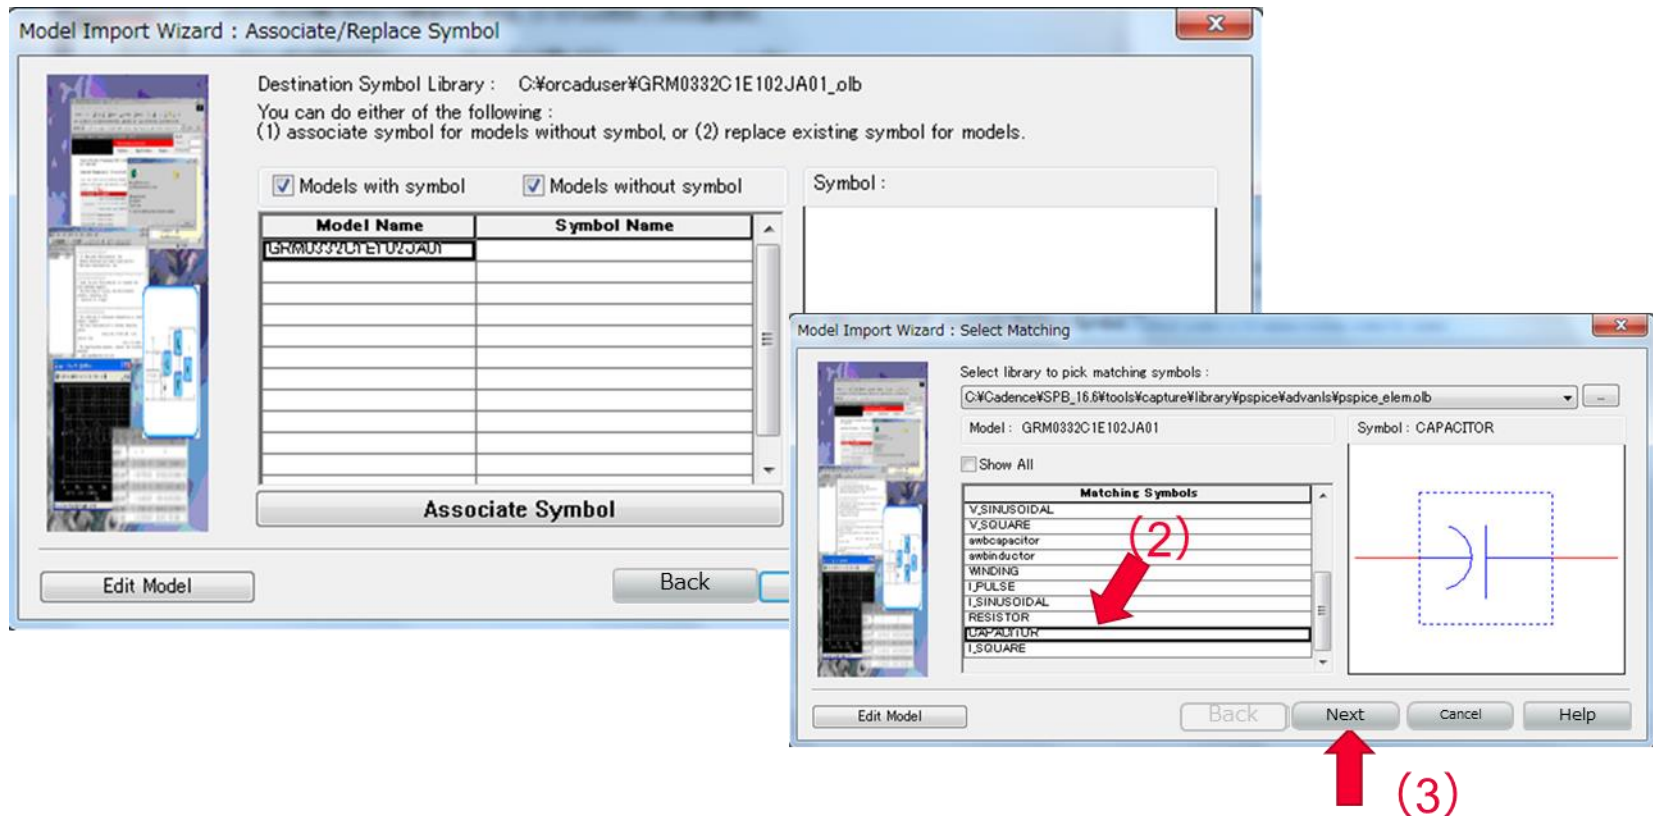 Model Import Wizard : Associate/Replace Symbol
Destination Symbol Library : C:¥orcaduser¥GRM0332C1E102JA01_.olb
You can do either of the following :
(1) associate symbol for models without symbol, or (2) replace existing symbol for models.
Models with symbol
Models without symbol
Symbol :
Model Name
Symbol Name
GRM0332C1E102JA01
Associate Symbol
Edit Model
Back
Model Import Wizard : Select Matching
Select library to pick matching symbols :
C:¥Cadence¥SPB_16.6¥tools¥capture¥library¥pspice¥advanls¥pspice_elem.olb
...
Model : GRM0332C1E102JA01
Symbol : CAPACITOR
Show All
Matching Symbols
V_SINUSOIDAL
V_SQUARE
awbcapacitor
awbinductor
WINDING
I_PULSE
I_SINUSOIDAL
RESISTOR
CAPACITOR
I_SQUARE
(2)
Edit Model
Back
Next
Cancel
Help
(3)